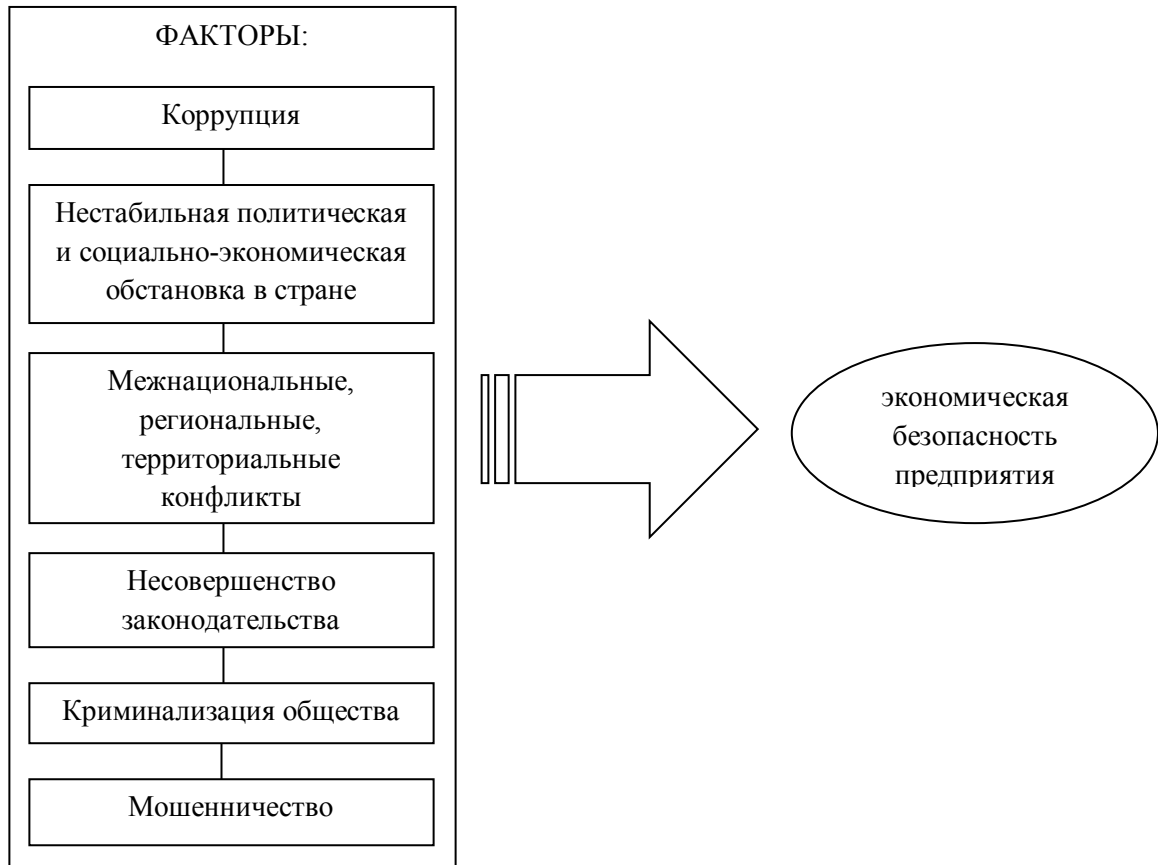 ФАКТОРЫ:
Коррупция
Нестабильная политическая
и социально-экономическая
обстановка в стране
Межнациональные,
региональные,
территориальные
конфликты
Несовершенство
законодательства
Криминализация общества
Мошенничество
экономическая
безопасность
предприятия